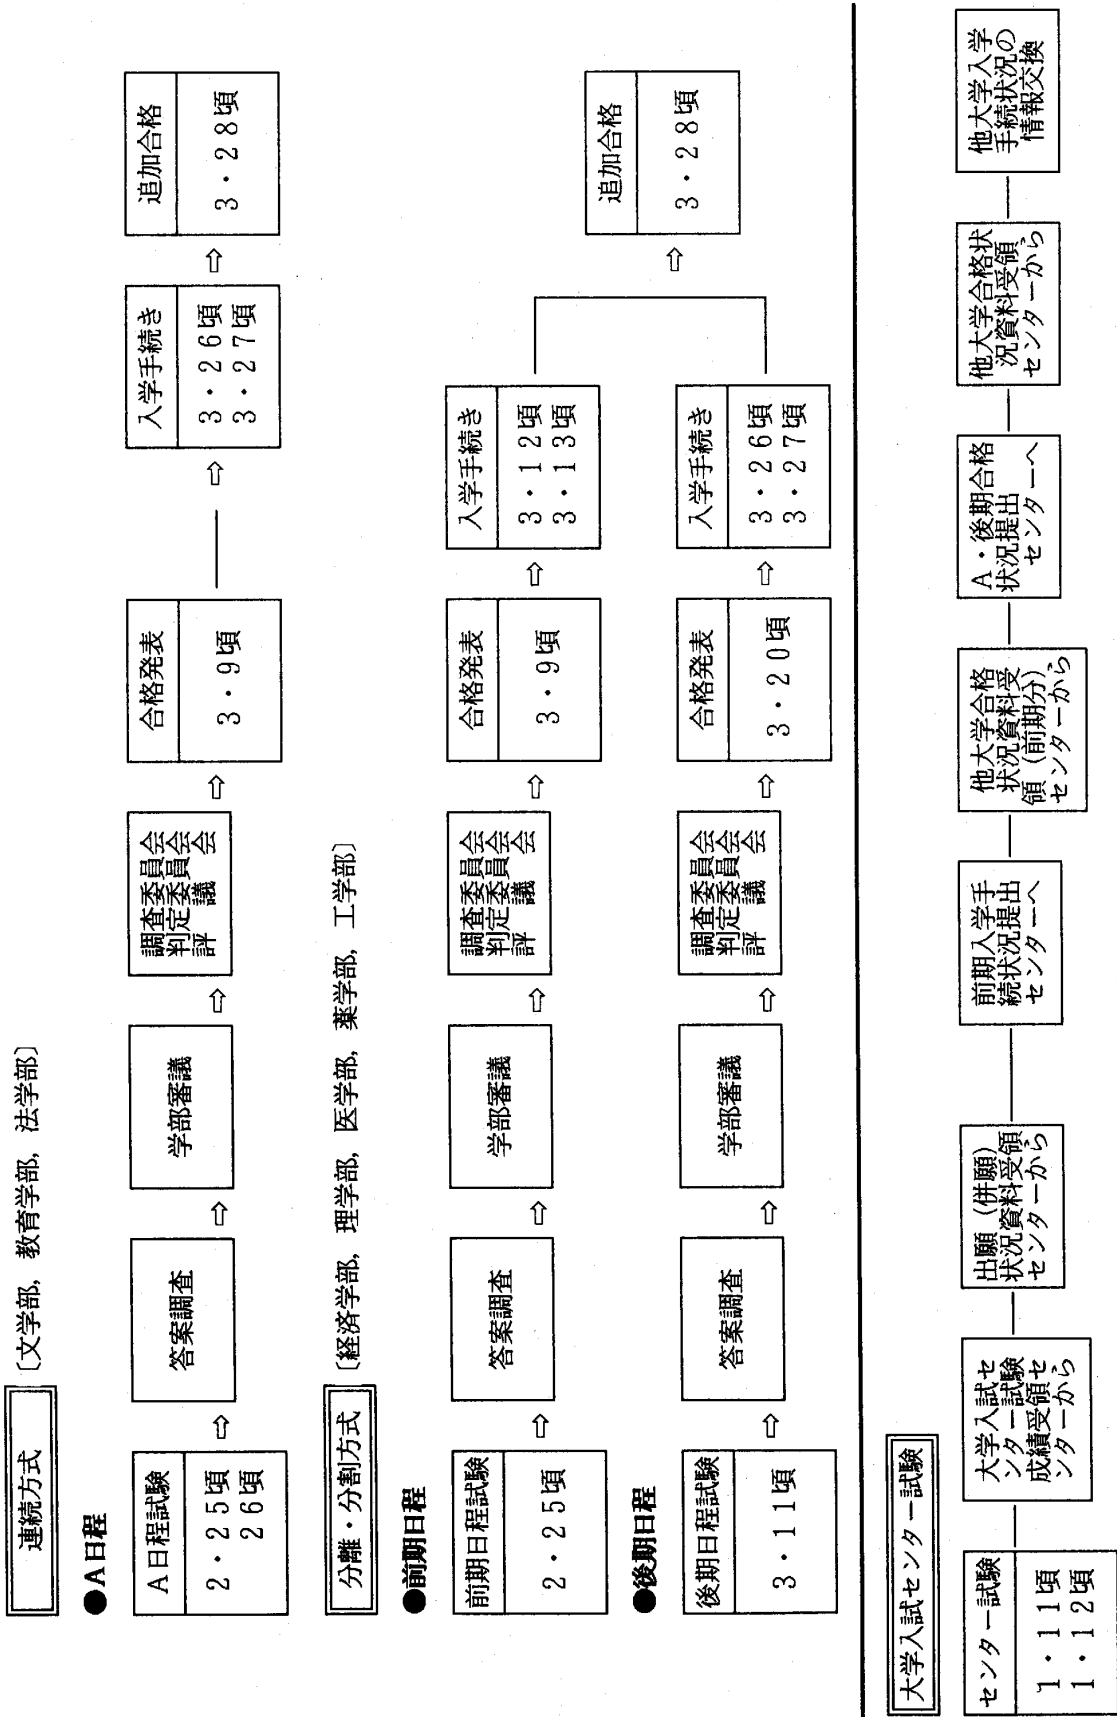 連続方式
〔文学部，教育学部，法学部〕
●A日程
A日程試験
2・25頃
26頃
答案調査
学部審議
調査委員会
判定委員会
評議会
合格発表
3・9頃
入学手続き
3・26頃
3・27頃
追加合格
3・28頃
分離・分割方式
〔経済学部，理学部，医学部，薬学部，工学部〕
●前期日程
前期日程試験
2・25頃
答案調査
学部審議
調査委員会
判定委員会
評議会
合格発表
3・9頃
入学手続き
3・12頃
3・13頃
●後期日程
後期日程試験
3・11頃
答案調査
学部審議
調査委員会
判定委員会
評議会
合格発表
3・20頃
入学手続き
3・26頃
3・27頃
追加合格
3・28頃
大学入試センター試験
センター試験
1・11頃
1・12頃
大学入試セ
ンター試験
成績受領セ
ンターから
出願（併願）
状況資料受領
センターから
前期入学手
続状況提出
センターへ
他大学合格
状況資料受
領（前期分）
センターから
A・後期合格
状況提出
センターへ
他大学合格状
況資料受領
センターから
他大学入学
手続状況の
情報交換